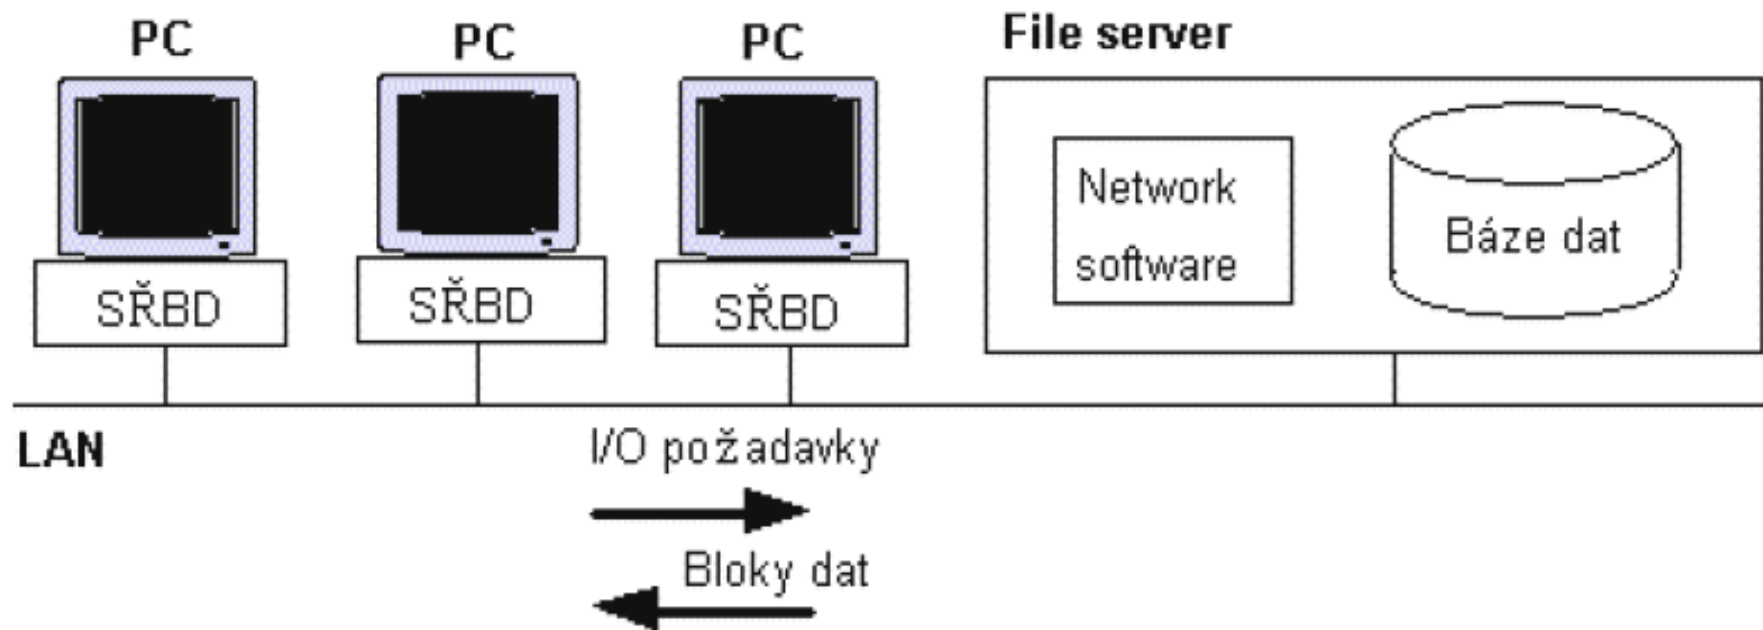 PC
PC
PC
File server
Network
software
Báze dat
SŘBD
SŘBD
SŘBD
LAN
I/O požadavky
Bloky dat